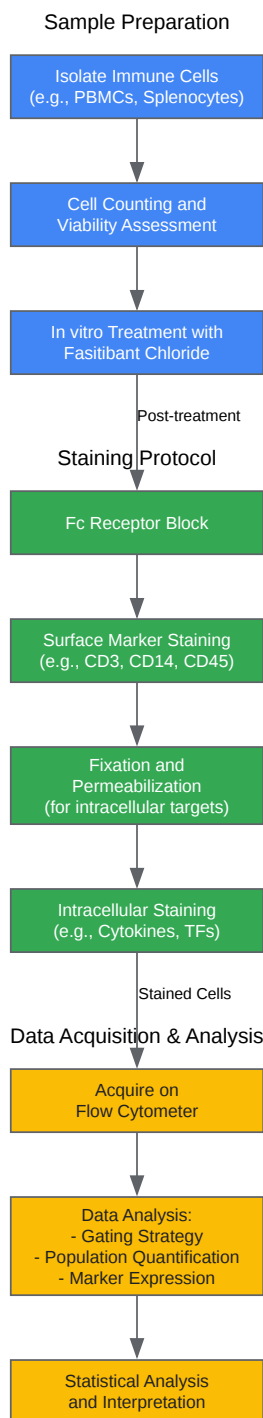 Sample Preparation
Isolate Immune Cells
(e.g., PBMCs, Splenocytes)
Cell Counting and
Viability Assessment
In vitro Treatment with
Fasitibant Chloride
Post-treatment
Staining Protocol
Fc Receptor Block
Surface Marker Staining
(e.g., CD3, CD14, CD45)
Fixation and
Permeabilization
(for intracellular targets)
Intracellular Staining
(e.g., Cytokines, TFs)
Stained Cells
Data Acquisition & Analysis
Acquire on
Flow Cytometer
Data Analysis:
- Gating Strategy
- Population Quantification
- Marker Expression
Statistical Analysis
and Interpretation